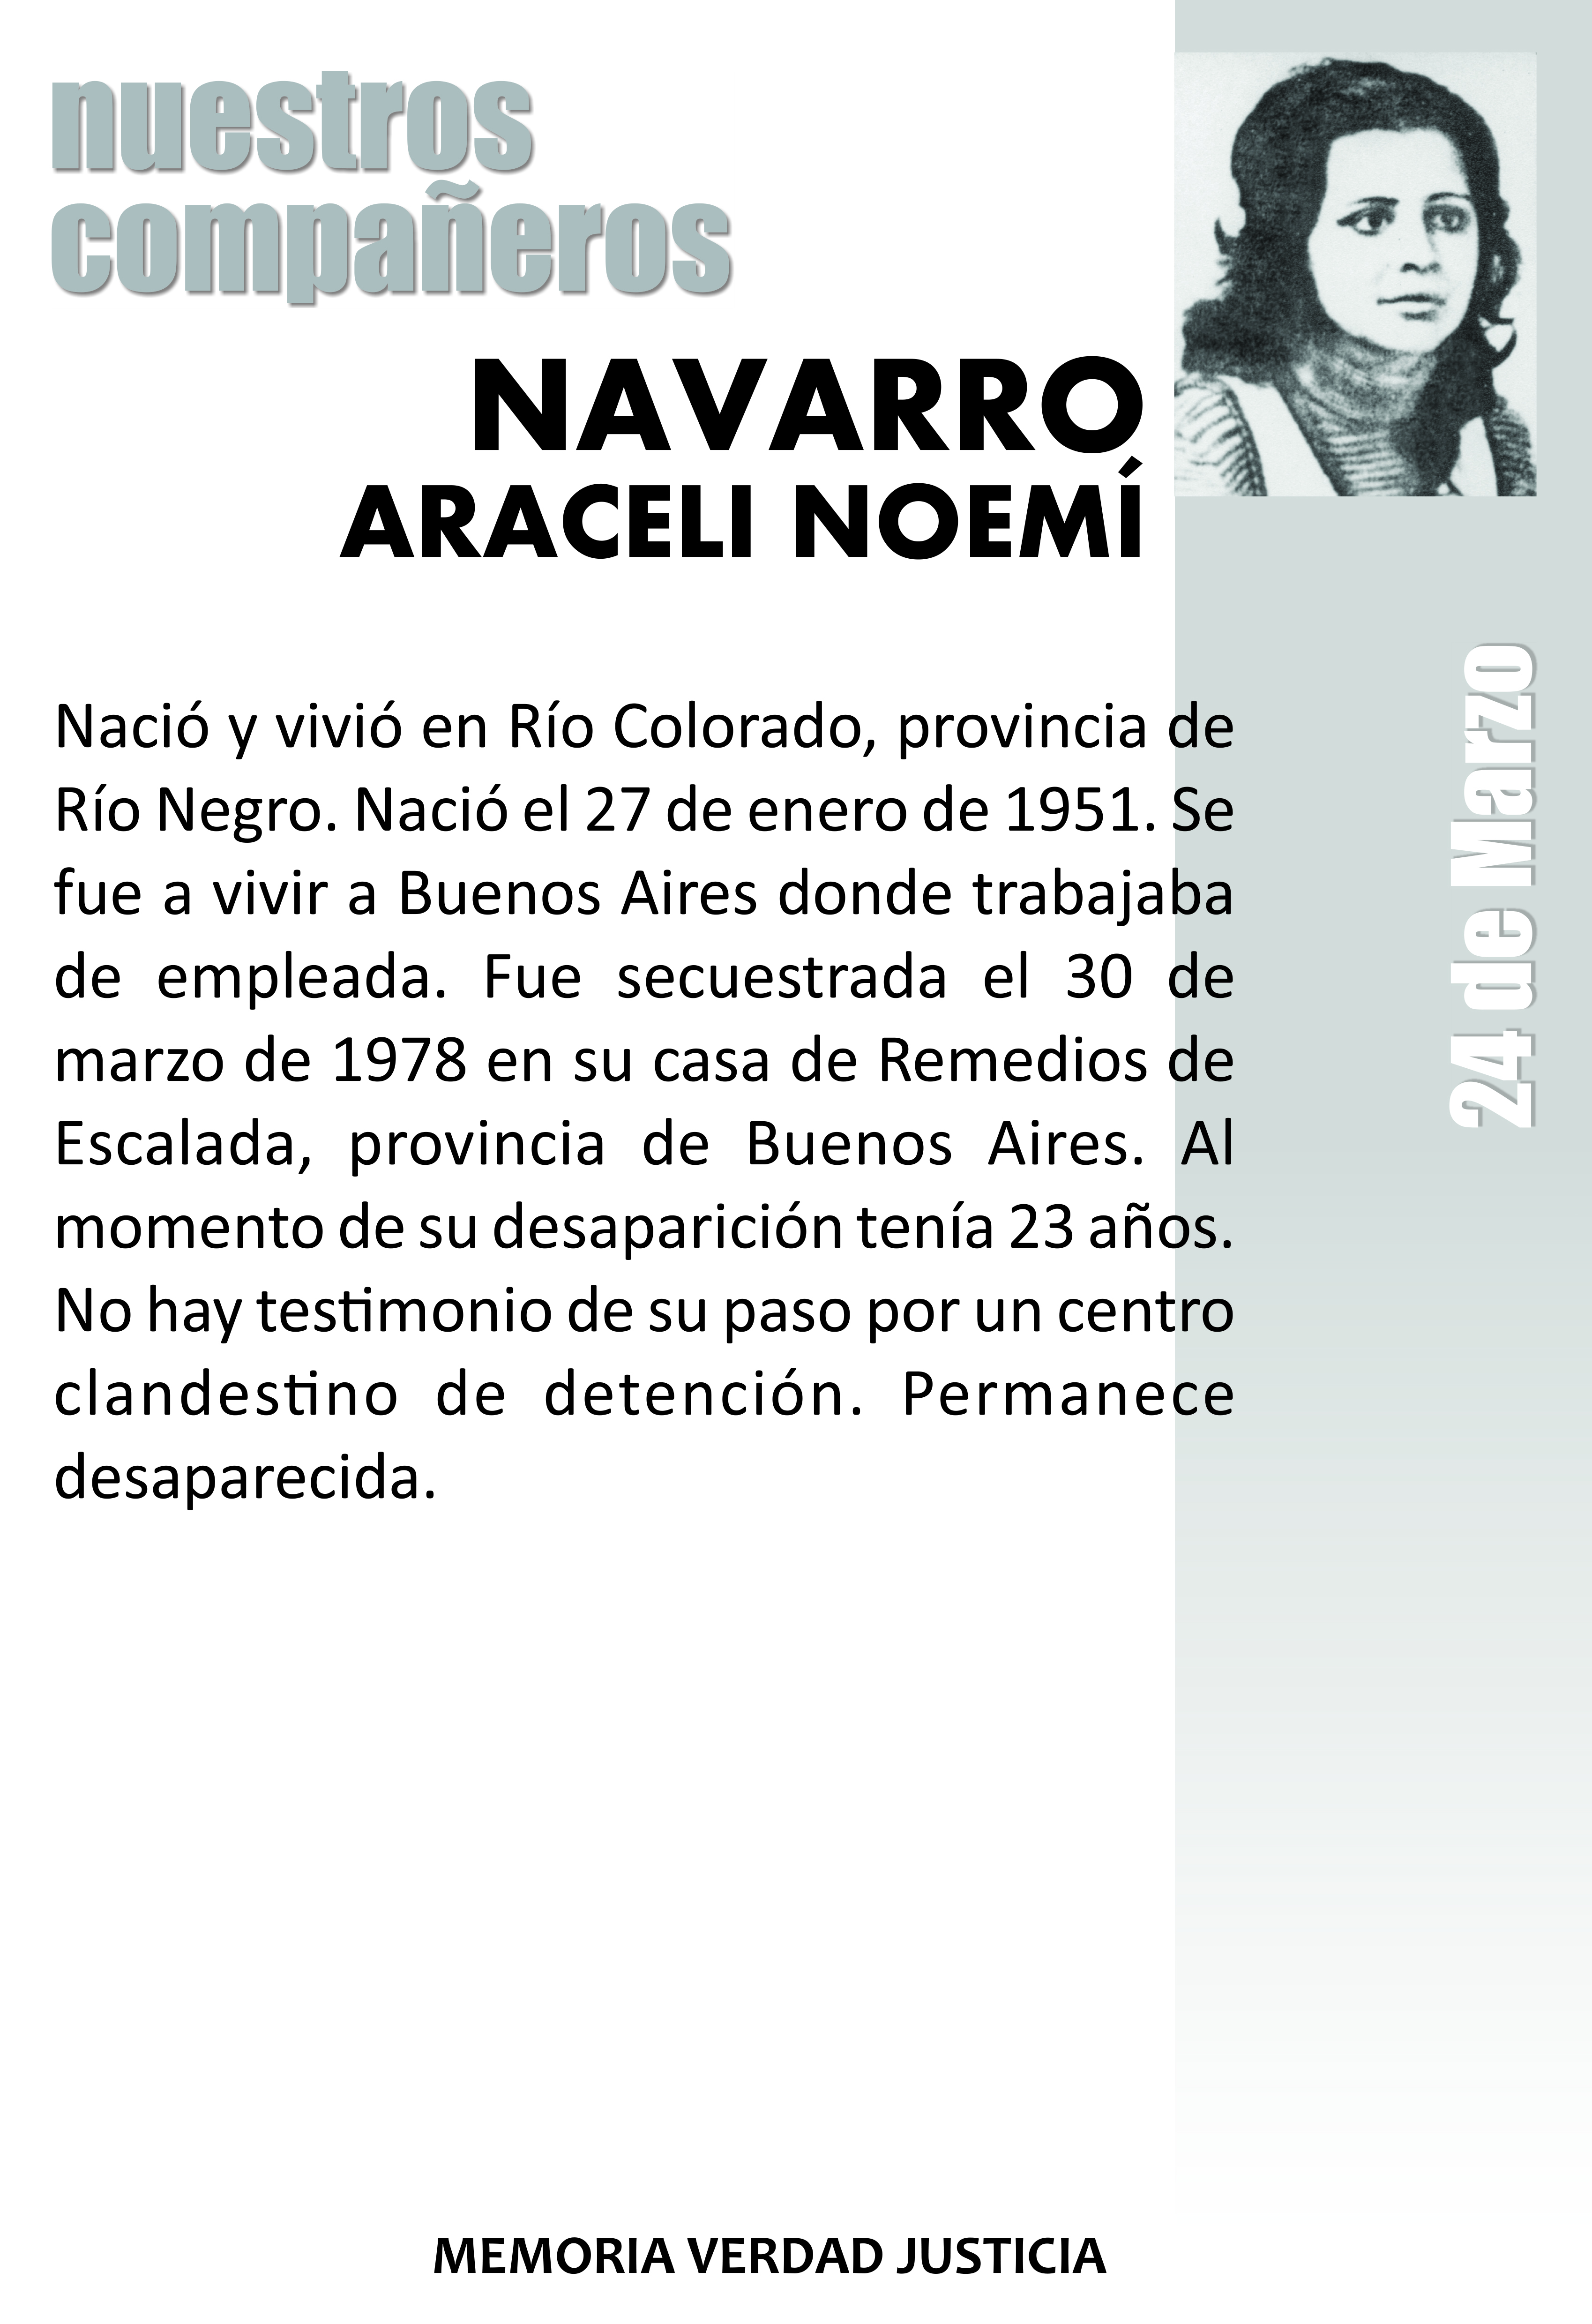 nuestros
compañeros
NAVARRO
ARACELI NOEMÍ
Nació y vivió en Río Colorado, provincia de
Río Negro. Nació el 27 de enero de 1951. Se
fue a vivir a Buenos Aires donde trabajaba
de empleada. Fue secuestrada el 30 de
marzo de 1978 en su casa de Remedios de
Escalada, provincia de Buenos Aires. Al
momento de su desaparición tenía 23 años.
No hay testimonio de su paso por un centro
clandestino de detención. Permanece
desaparecida.
24 de Marzo
MEMORIA VERDAD JUSTICIA